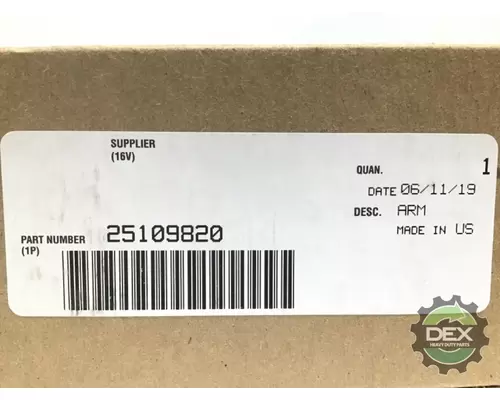 SUPPLIER
(16V)
QUAN. 1
DATE 06/11/19
PART NUMBER 25109820
(1P)
DESC. ARM
MADE IN US
DEX
HEAVY DUTY PARTS